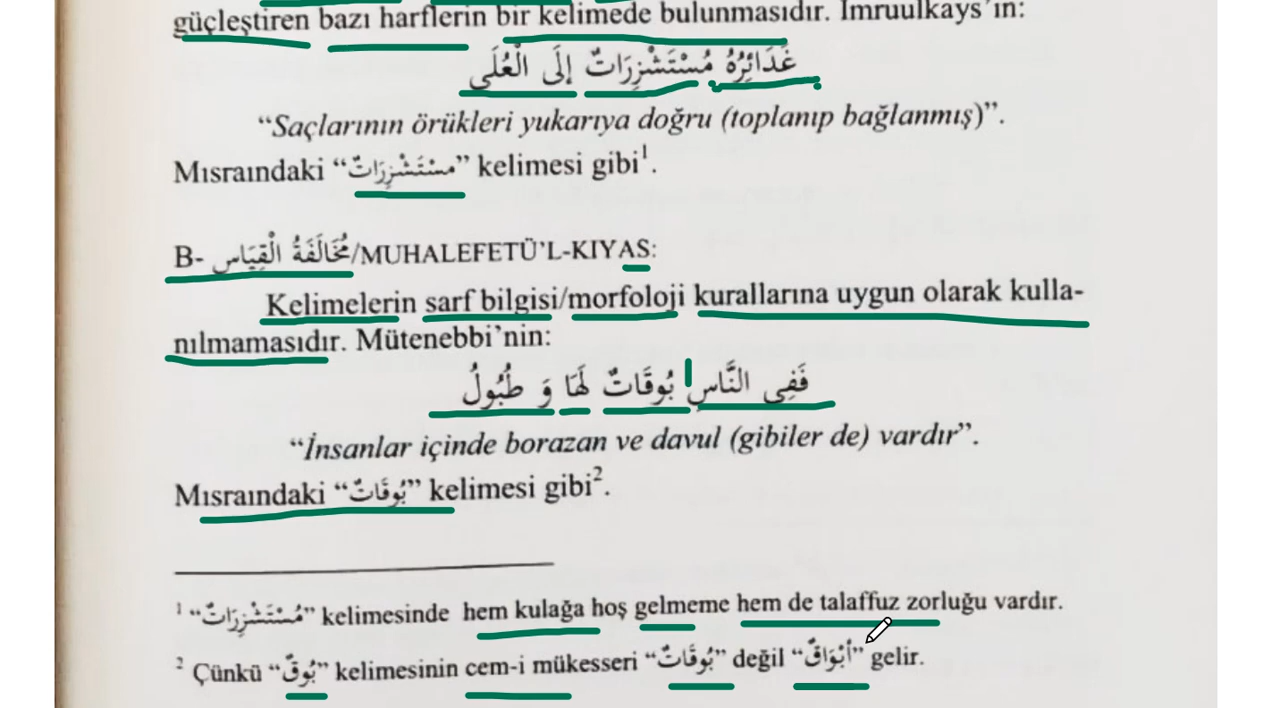 güçleştiren bazı harflerin bir kelimede bulunmasıdır. İmruulkays'ın:
غَدَائِرُهُ مُسْتَشْزِرَاتٌ إِلَى الْعُلَى
“Saçlarının örükleri yukarıya doğru (toplanıp bağlanmış)”.
Mısraındaki “مسْتَشْزِرَاتٌ” kelimesi gibi¹.
B- مُخَالَفَةُ الْقِيَاس/MUHALEFETÜ’L-KIYAS:
Kelimelerin sarf bilgisi/morfoloji kurallarına uygun olarak kulla-
nılmamasıdır. Mütenebbi’nin:
فَفِى النَّاسِ بُوقَاتٌ لَهَا وَ طُبُولُ
“İnsanlar içinde borazan ve davul (gibiler de) vardır”.
Mısraındaki “بُوقَاتٌ” kelimesi gibi².
¹ “مُسْتَشْزِرَاتٌ” kelimesinde hem kulağa hoş gelmeme hem de talaffuz zorluğu vardır.
² Çünkü “بُوقٌ” kelimesinin cem-i mükesseri “بُوقَاتٌ” değil “أَبْوَاقٌ” gelir.